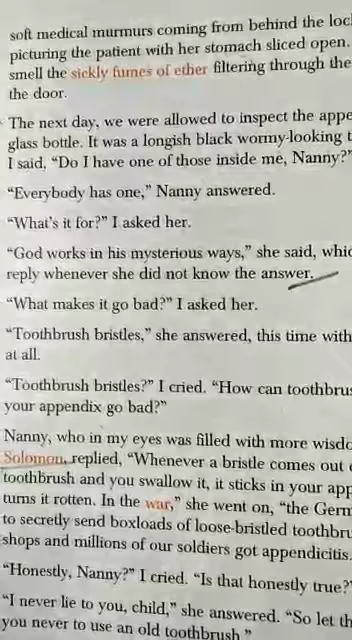 soft medical murmurs coming from behind the
picturing the patient with her stomach sliced open.
smell the sickly fumes of ether filtering through the
the door.
The next day, we were allowed to inspect the
glass bottle. It was a longish black wormy-looking
I said, “Do I have one of those inside me, Nanny?”
“Everybody has one,” Nanny answered.
“What’s it for?” I asked her.
“God works in his mysterious ways,” she said,
reply whenever she did not know the answer.
“What makes it go bad?” I asked her.
“Toothbrush bristles,” she answered, this time with
at all.
“Toothbrush bristles?” I cried. “How can
your appendix go bad?”
Nanny, who in my eyes was filled with more
Solomon, replied, “Whenever a bristle comes out
toothbrush and you swallow it, it sticks in your
turns it rotten. In the war,” she went on, “the
to secretly send boxloads of loose-bristled
shops and millions of our soldiers got appendicitis.
“Honestly, Nanny?” I cried. “Is that honestly true?”
“I never lie to you, child,” she answered. “So let
you never to use an old toothbrush.”